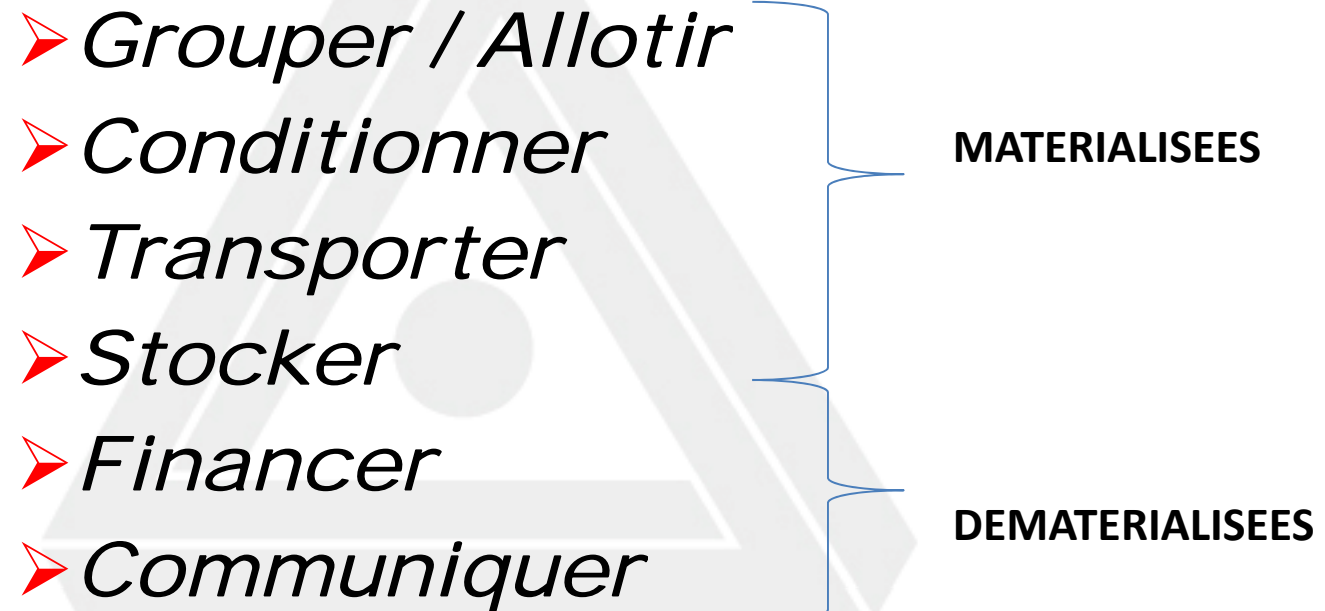 Grouper / Allotir
Conditionner
MATERIALISEES
Transporter
Stocker
Financer
DEMATERIALISEES
Communiquer